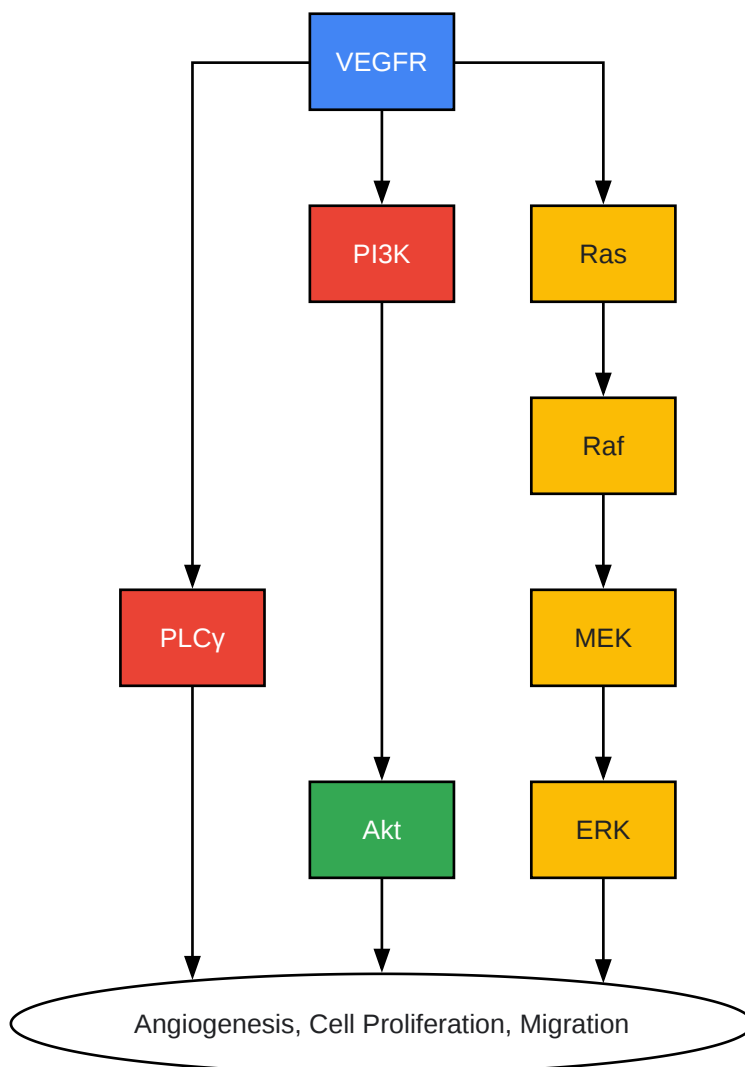 VEGFR
PI3K
Ras
Raf
PLCγ
MEK
Akt
ERK
Angiogenesis, Cell Proliferation, Migration